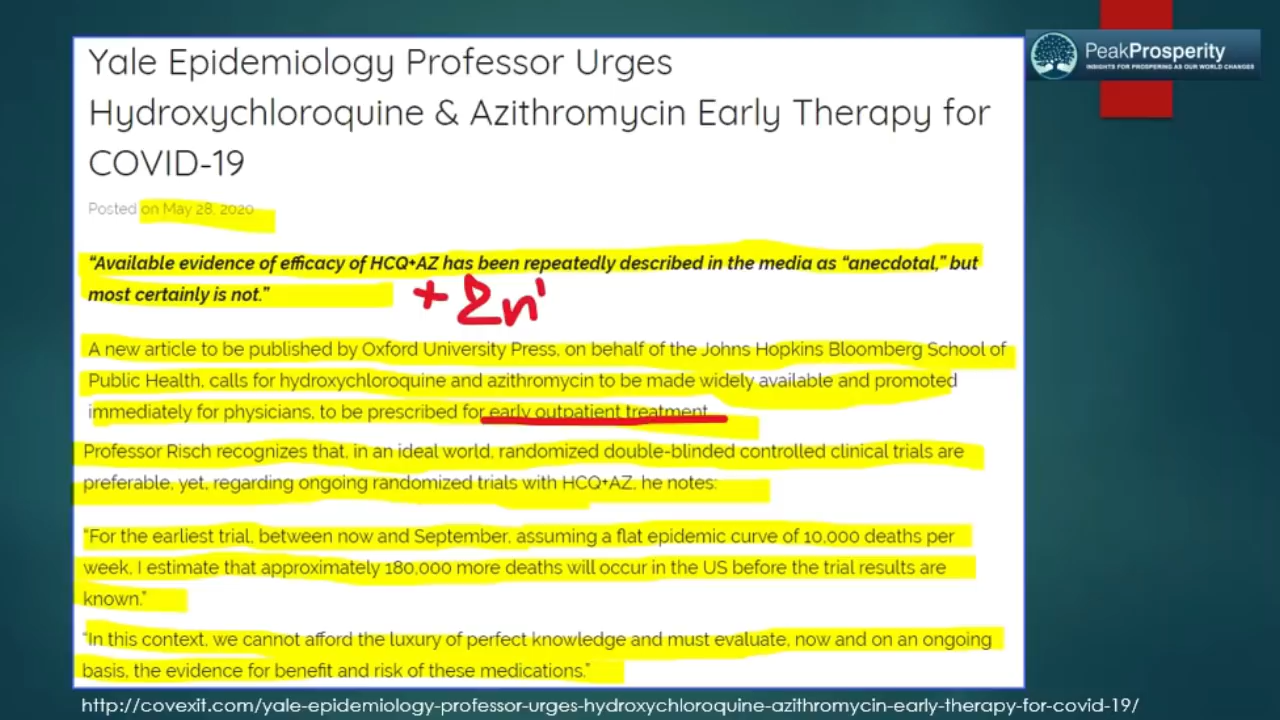 PeakProsperity
INSIGHTS FOR PROSPERING AS OUR WORLD CHANGES
Yale Epidemiology Professor Urges
Hydroxychloroquine & Azithromycin Early Therapy for
COVID-19
Posted on May 28, 2020
“Available evidence of efficacy of HCQ+AZ has been repeatedly described in the media as “anecdotal,” but
most certainly is not.”
A new article to be published by Oxford University Press, on behalf of the Johns Hopkins Bloomberg School of
Public Health, calls for hydroxychloroquine and azithromycin to be made widely available and promoted
immediately for physicians, to be prescribed for early outpatient treatment
Professor Risch recognizes that, in an ideal world, randomized double-blinded controlled clinical trials are
preferable, yet, regarding ongoing randomized trials with HCQ+AZ, he notes:
“For the earliest trial, between now and September, assuming a flat epidemic curve of 10,000 deaths per
week, I estimate that approximately 180,000 more deaths will occur in the US before the trial results are
known.”
“In this context, we cannot afford the luxury of perfect knowledge and must evaluate, now and on an ongoing
basis, the evidence for benefit and risk of these medications.”
http://covexit.com/yale-epidemiology-professor-urges-hydroxychloroquine-azithromycin-early-therapy-for-covid-19/